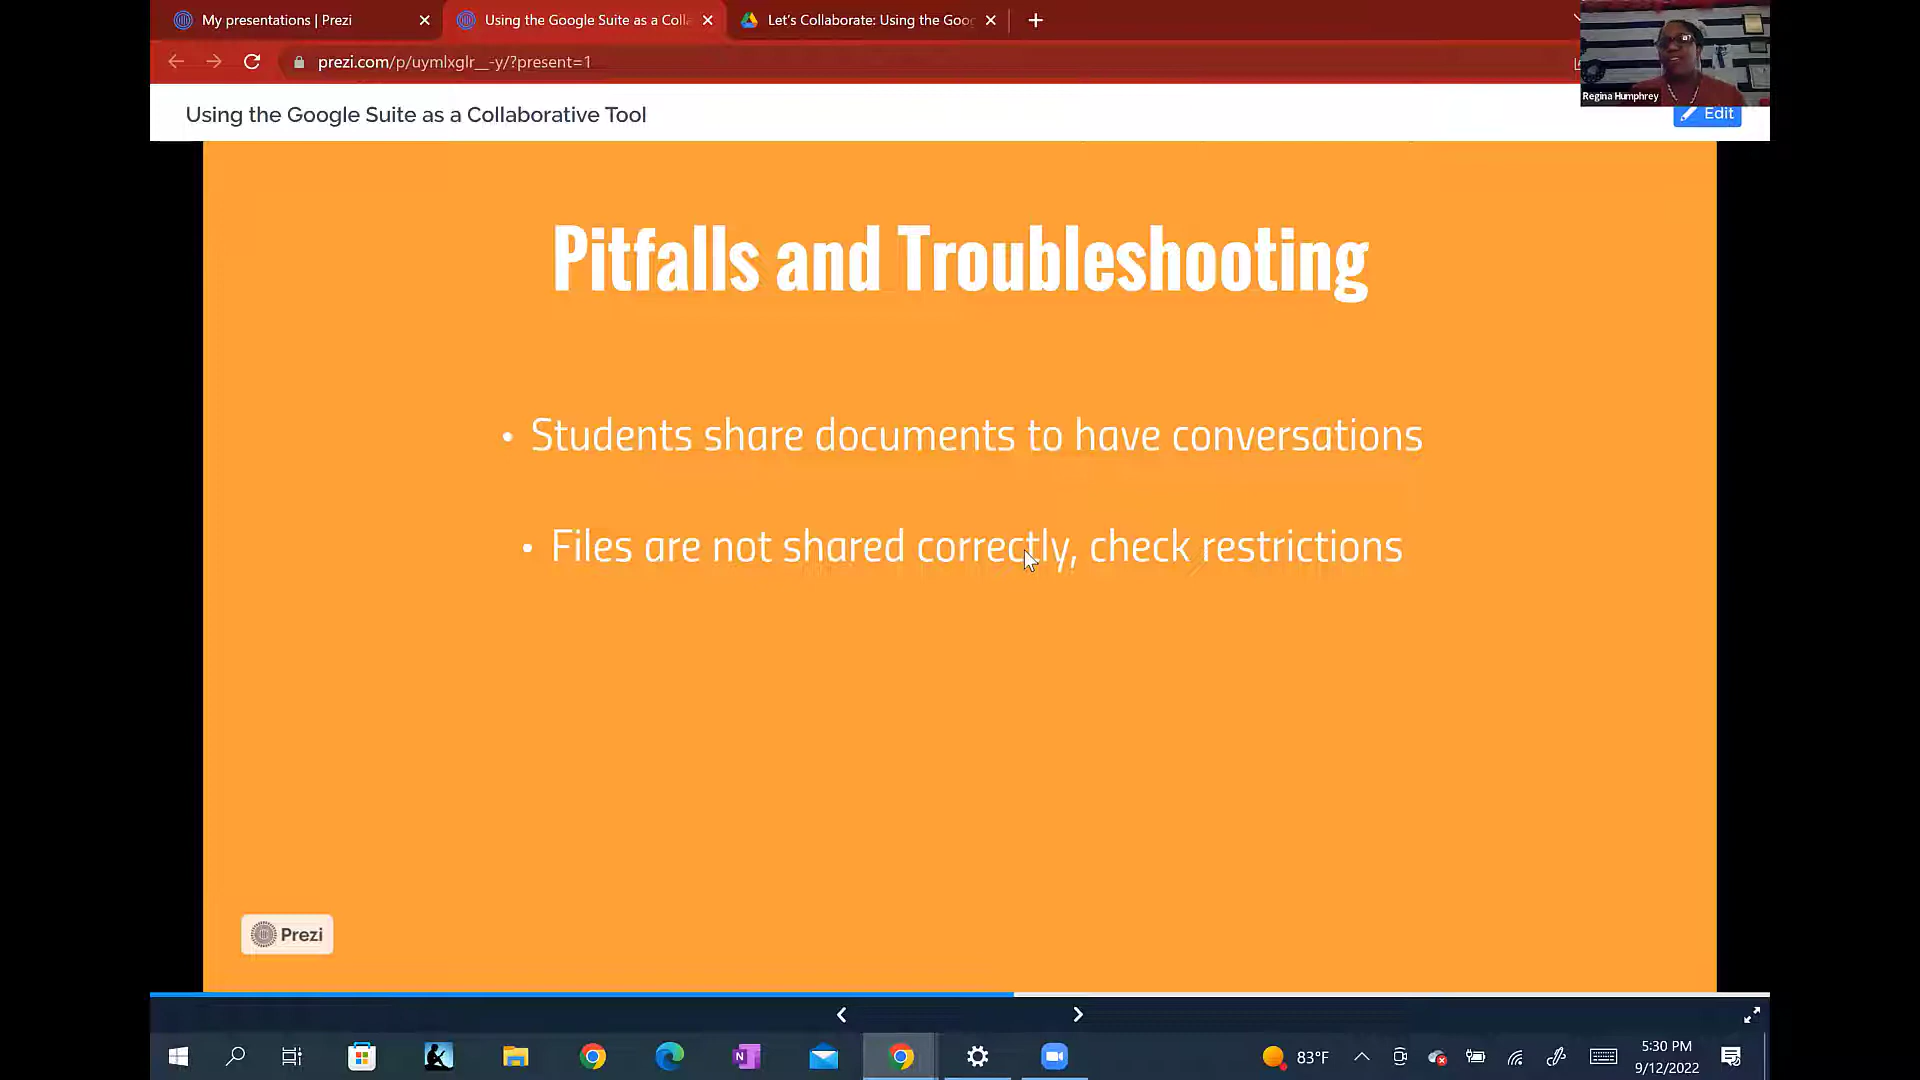 My presentations | Prezi
Using the Google Suite as a Colla
Let's Collaborate: Using the Goo
prezi.com/p/uymlxglr__-y/?present=1
Regina Humphrey
Using the Google Suite as a Collaborative Tool
Edit
Pitfalls and Troubleshooting
• Students share documents to have conversations
• Files are not shared correctly, check restrictions
Prezi
83°F
5:30 PM
9/12/2022